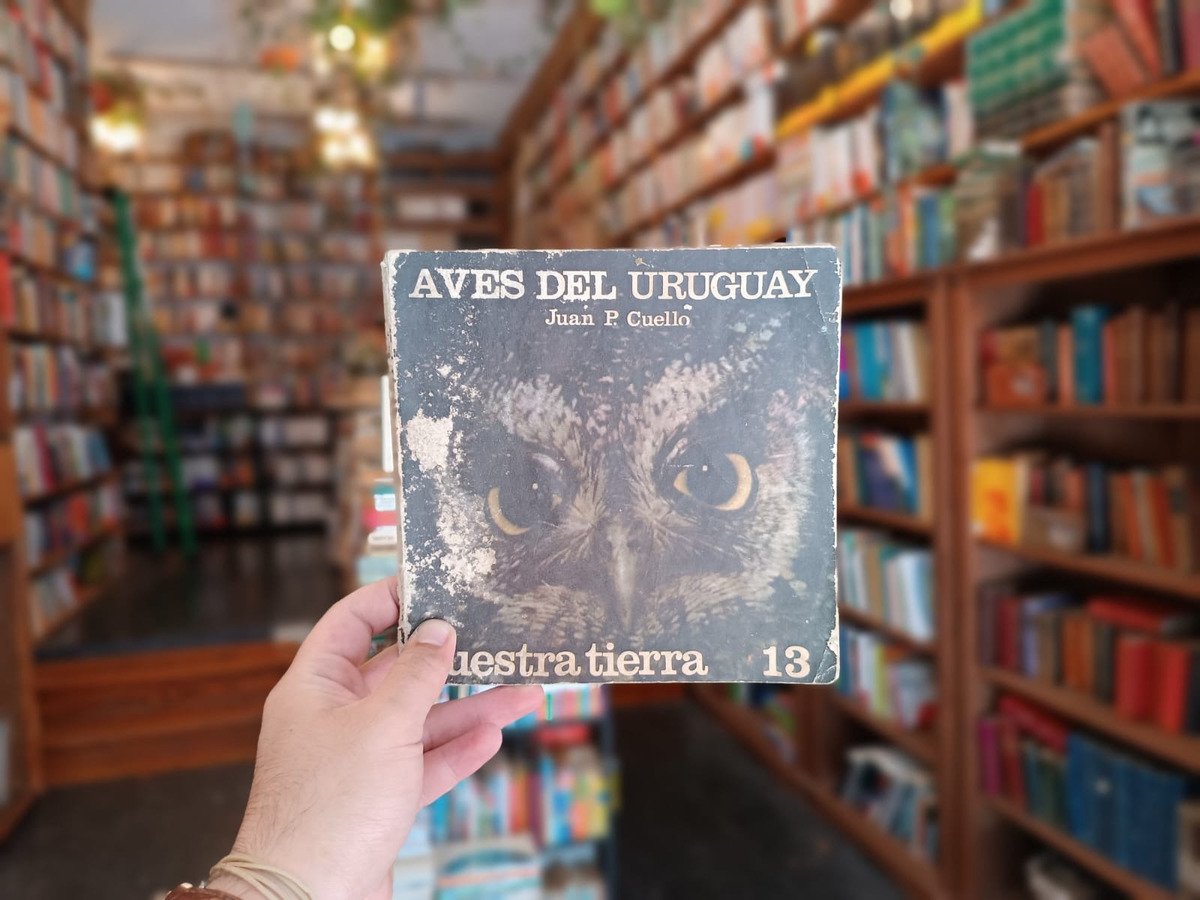 AVES DEL URUGUAY
Juan P. Cuello
uestra tierra 13